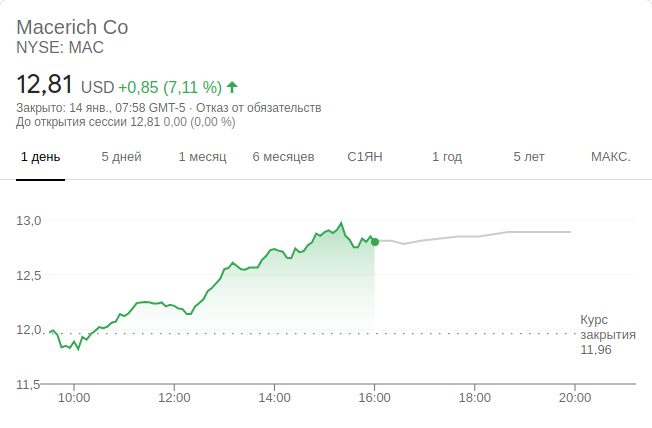 Macerich Co
NYSE: MAC
12,81 USD +0,85 (7,11 %)
Закрыто: 14 янв., 07:58 GMT-5 · Отказ от обязательств
До открытия сессии 12,81 0,00 (0,00 %)
1 день 5 дней 1 месяц 6 месяцев С1ЯН 1 год 5 лет МАКС.
13,0
12,5
12,0
Курс
закрытия
11,96
11,5
10:00 12:00 14:00 16:00 18:00 20:00